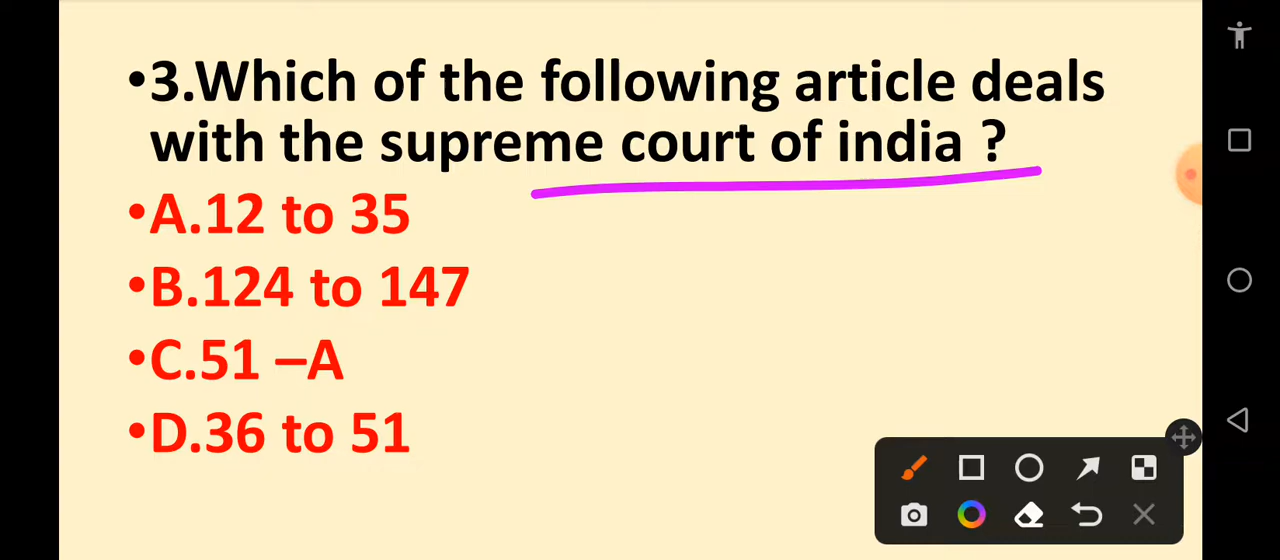 •3.Which of the following article deals
with the supreme court of india ?
•A.12 to 35
•B.124 to 147
•C.51 –A
•D.36 to 51